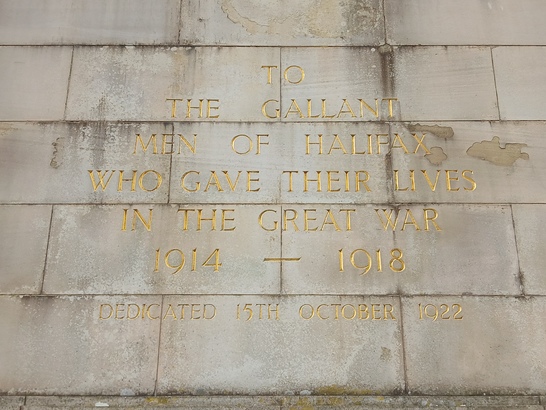 TO
THE GALLANT
MEN OF HALIFAX
WHO GAVE THEIR LIVES
IN THE GREAT WAR
1914 — 1918
DEDICATED 15TH OCTOBER 1922